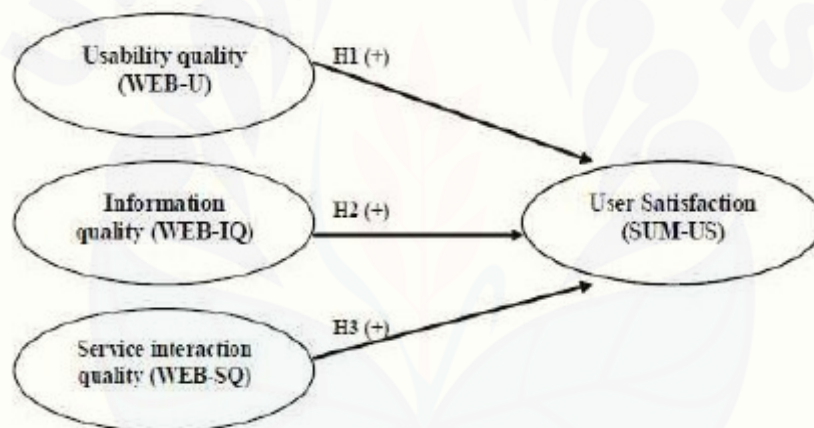 Usability quality
(WEB-U)
H1 (+)
Information
quality (WEB-IQ)
H2 (+)
User Satisfaction
(SUM-US)
Service interaction
quality (WEB-SQ)
H3 (+)